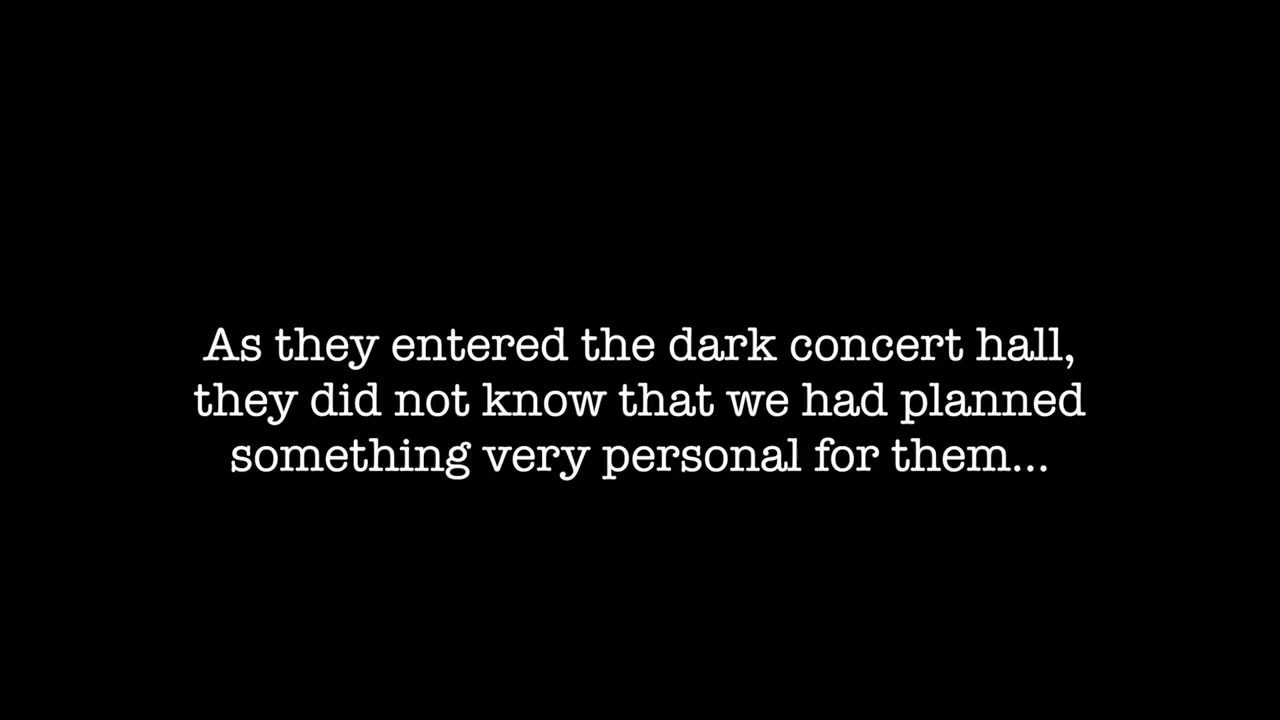 As they entered the dark concert hall,
they did not know that we had planned
something very personal for them...